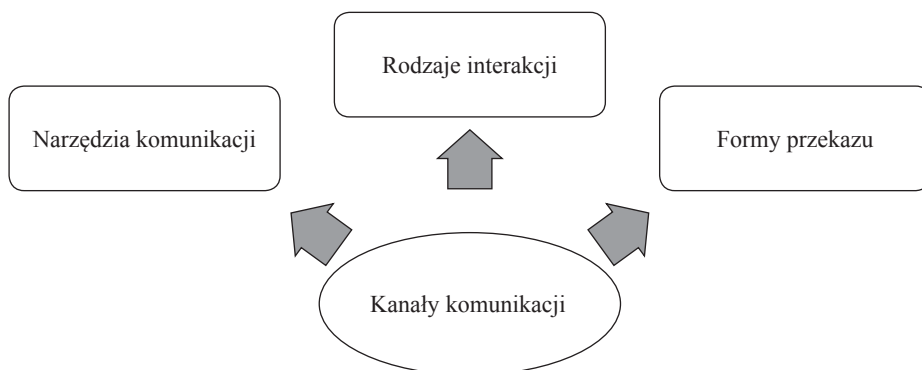 Rodzaje interakcji
Narzędzia komunikacji
Formy przekazu
Kanały komunikacji